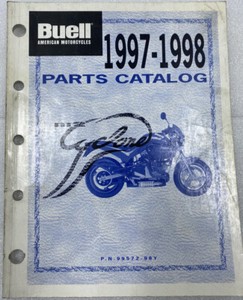 Buell
AMERICAN MOTORCYCLES
1997-1998
PARTS CATALOG
Cyclone